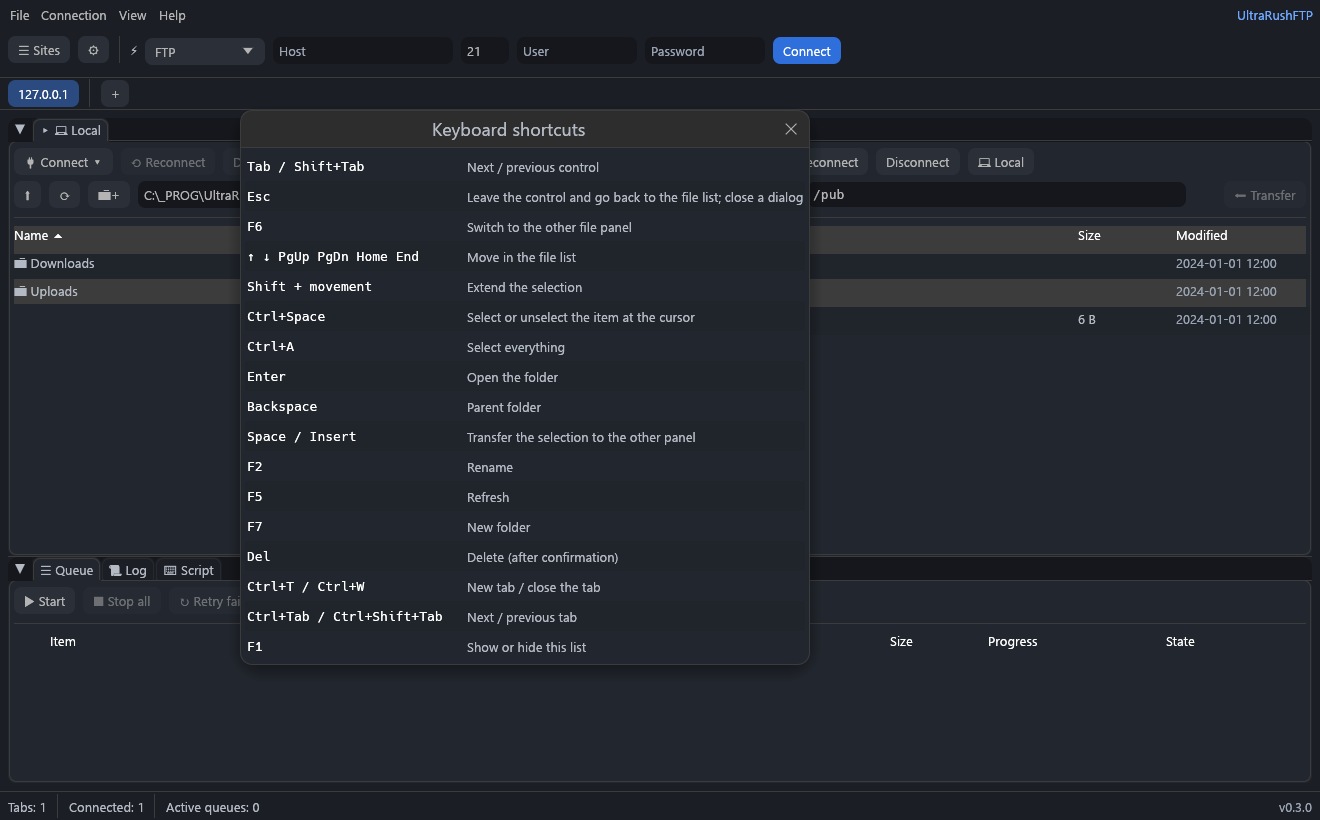 File Connection View Help UltraRushFTP
☰ Sites ⚙ ⚡ FTP Host 21 User Password Connect
127.0.0.1 +
Local
Keyboard shortcuts
Connect Reconnect
Disconnect Local
C:\_PROG\UltraR
/pub Transfer
Name Size Modified
Downloads 2024-01-01 12:00
Uploads 2024-01-01 12:00
6 B 2024-01-01 12:00
Tab / Shift+Tab Next / previous control
Esc Leave the control and go back to the file list; close a dialog
F6 Switch to the other file panel
↑ ↓ PgUp PgDn Home End Move in the file list
Shift + movement Extend the selection
Ctrl+Space Select or unselect the item at the cursor
Ctrl+A Select everything
Enter Open the folder
Backspace Parent folder
Space / Insert Transfer the selection to the other panel
F2 Rename
F5 Refresh
F7 New folder
Del Delete (after confirmation)
Ctrl+T / Ctrl+W New tab / close the tab
Ctrl+Tab / Ctrl+Shift+Tab Next / previous tab
F1 Show or hide this list
Queue Log Script
Start Stop all Retry fai
Item Size Progress State
Tabs: 1 Connected: 1 Active queues: 0 v0.3.0